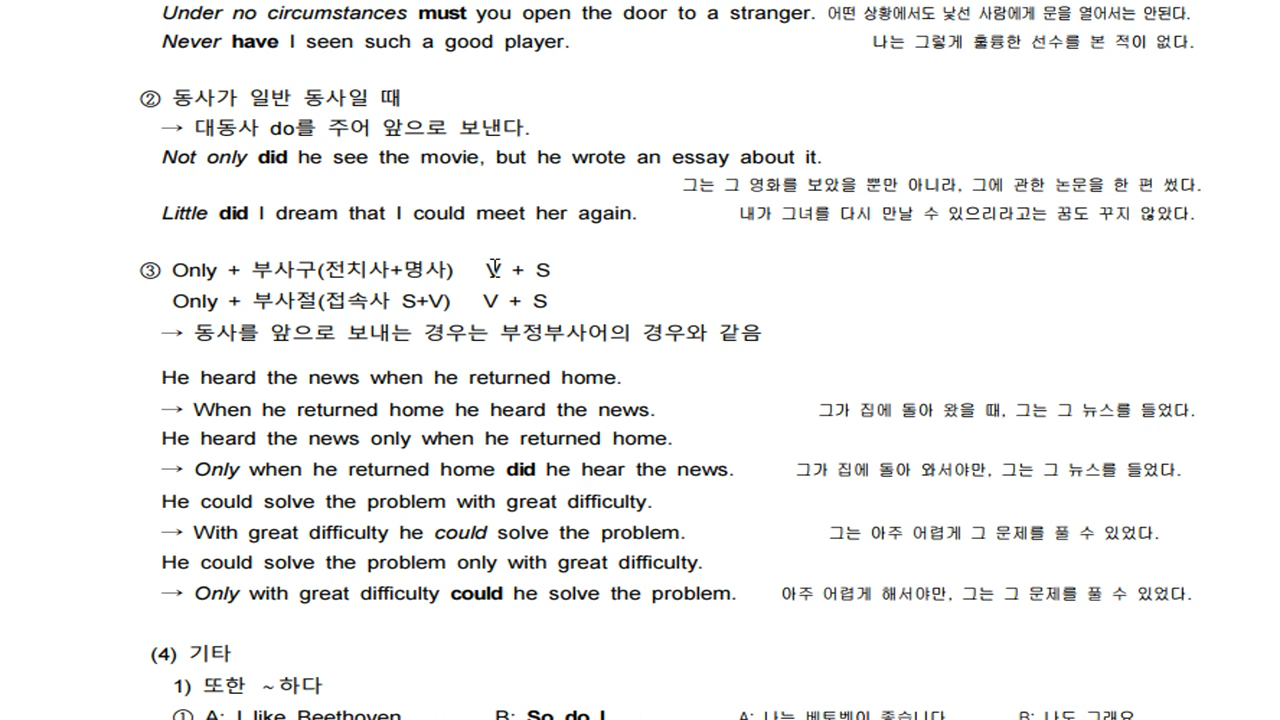 Under no circumstances must you open the door to a stranger. 어떤 상황에서도 낯선 사람에게 문을 열어서는 안된다.
Never have I seen such a good player. 나는 그렇게 훌륭한 선수를 본 적이 없다.
② 동사가 일반 동사일 때
→ 대동사 do를 주어 앞으로 보낸다.
Not only did he see the movie, but he wrote an essay about it.
그는 그 영화를 보았을 뿐만 아니라, 그에 관한 논문을 한 편 썼다.
Little did I dream that I could meet her again. 내가 그녀를 다시 만날 수 있으리라고는 꿈도 꾸지 않았다.
③ Only + 부사구(전치사+명사) V + S
Only + 부사절(접속사 S+V) V + S
→ 동사를 앞으로 보내는 경우는 부정부사어의 경우와 같음
He heard the news when he returned home.
→ When he returned home he heard the news. 그가 집에 돌아 왔을 때, 그는 그 뉴스를 들었다.
He heard the news only when he returned home.
→ Only when he returned home did he hear the news. 그가 집에 돌아 와서야만, 그는 그 뉴스를 들었다.
He could solve the problem with great difficulty.
→ With great difficulty he could solve the problem. 그는 아주 어렵게 그 문제를 풀 수 있었다.
He could solve the problem only with great difficulty.
→ Only with great difficulty could he solve the problem. 아주 어렵게 해서야만, 그는 그 문제를 풀 수 있었다.
(4) 기타
1) 또한 ~하다
① A: I like Beethoven. B: So do I. A: 나는 베토벤이 좋습니다. B: 나도 그래요.